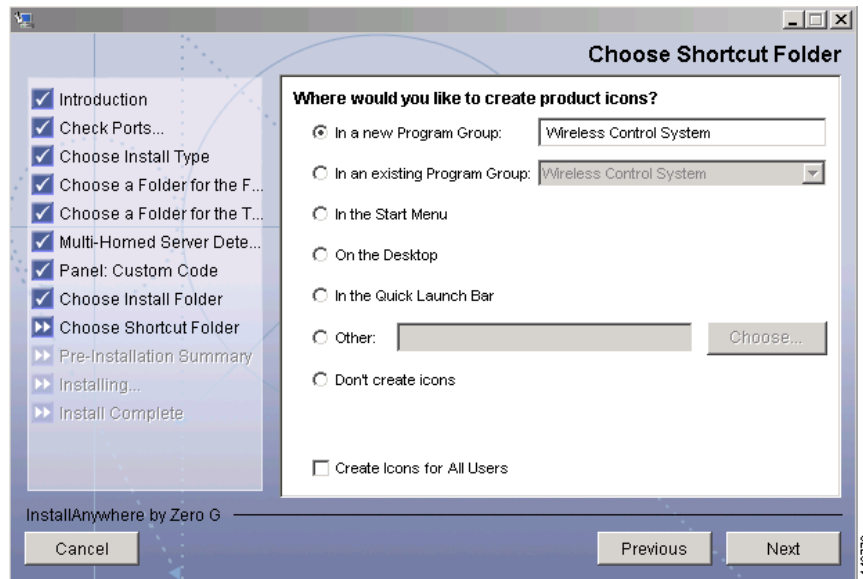 Choose Shortcut Folder
Introduction
Check Ports...
Choose Install Type
Choose a Folder for the F...
Choose a Folder for the T...
Multi-Homed Server Dete...
Panel: Custom Code
Choose Install Folder
Choose Shortcut Folder
Pre-Installation Summary
Installing...
Install Complete
Where would you like to create product icons?
In a new Program Group: Wireless Control System
In an existing Program Group: Wireless Control System
In the Start Menu
On the Desktop
In the Quick Launch Bar
Other: Choose...
Don't create icons
Create Icons for All Users
InstallAnywhere by Zero G
Cancel Previous Next